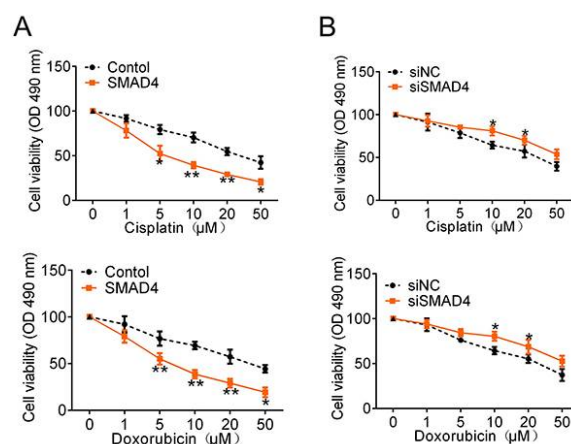 A
Contol
SMAD4
Cell viability (OD 490 nm)
150
100
50
0
* ** ** *
0 1 5 10 20 50
Cisplatin (μM)
Contol
SMAD4
Cell viability (OD 490 nm)
150
100
50
0
** ** ** *
0 1 5 10 20 50
Doxorubicin (μM)
B
siNC
siSMAD4
Cell viability (OD 490 nm)
150
100
50
0
* *
0 1 5 10 20 50
Cisplatin (μM)
siNC
siSMAD4
Cell viability (OD 490 nm)
150
100
50
0
* *
0 1 5 10 20 50
Doxorubicin (μM)